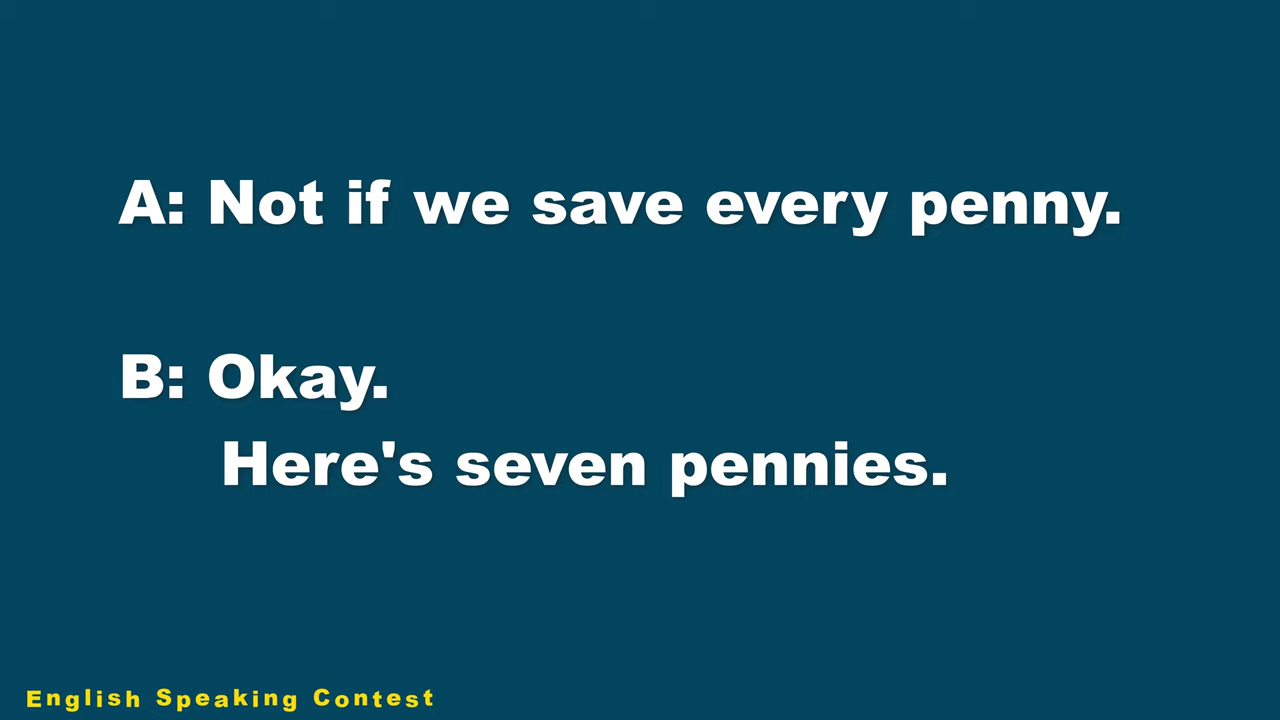 A: Not if we save every penny.
B: Okay.
Here's seven pennies.
English Speaking Contest